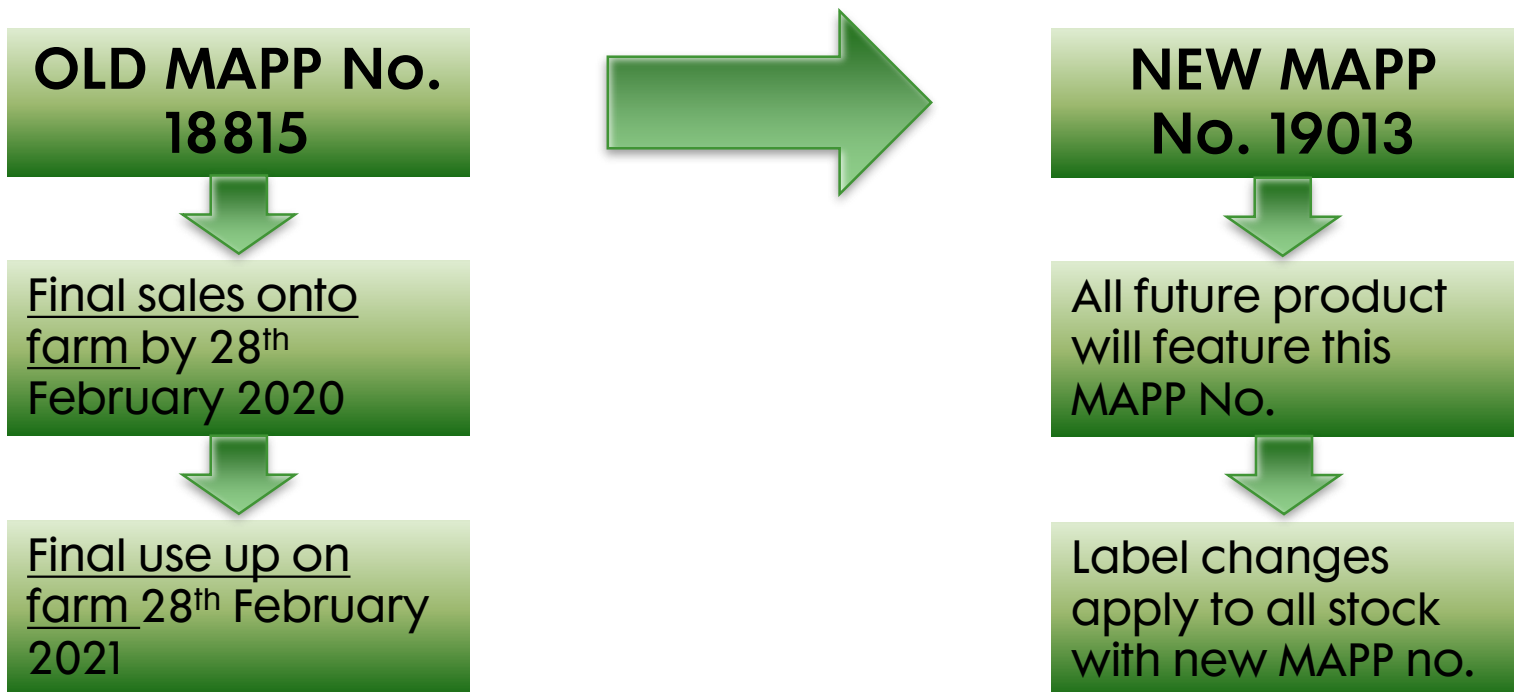 OLD MAPP No.
18815
Final sales onto
farm by 28th
February 2020
Final use up on
farm 28th February
2021
NEW MAPP
No. 19013
All future product
will feature this
MAPP No.
Label changes
apply to all stock
with new MAPP no.